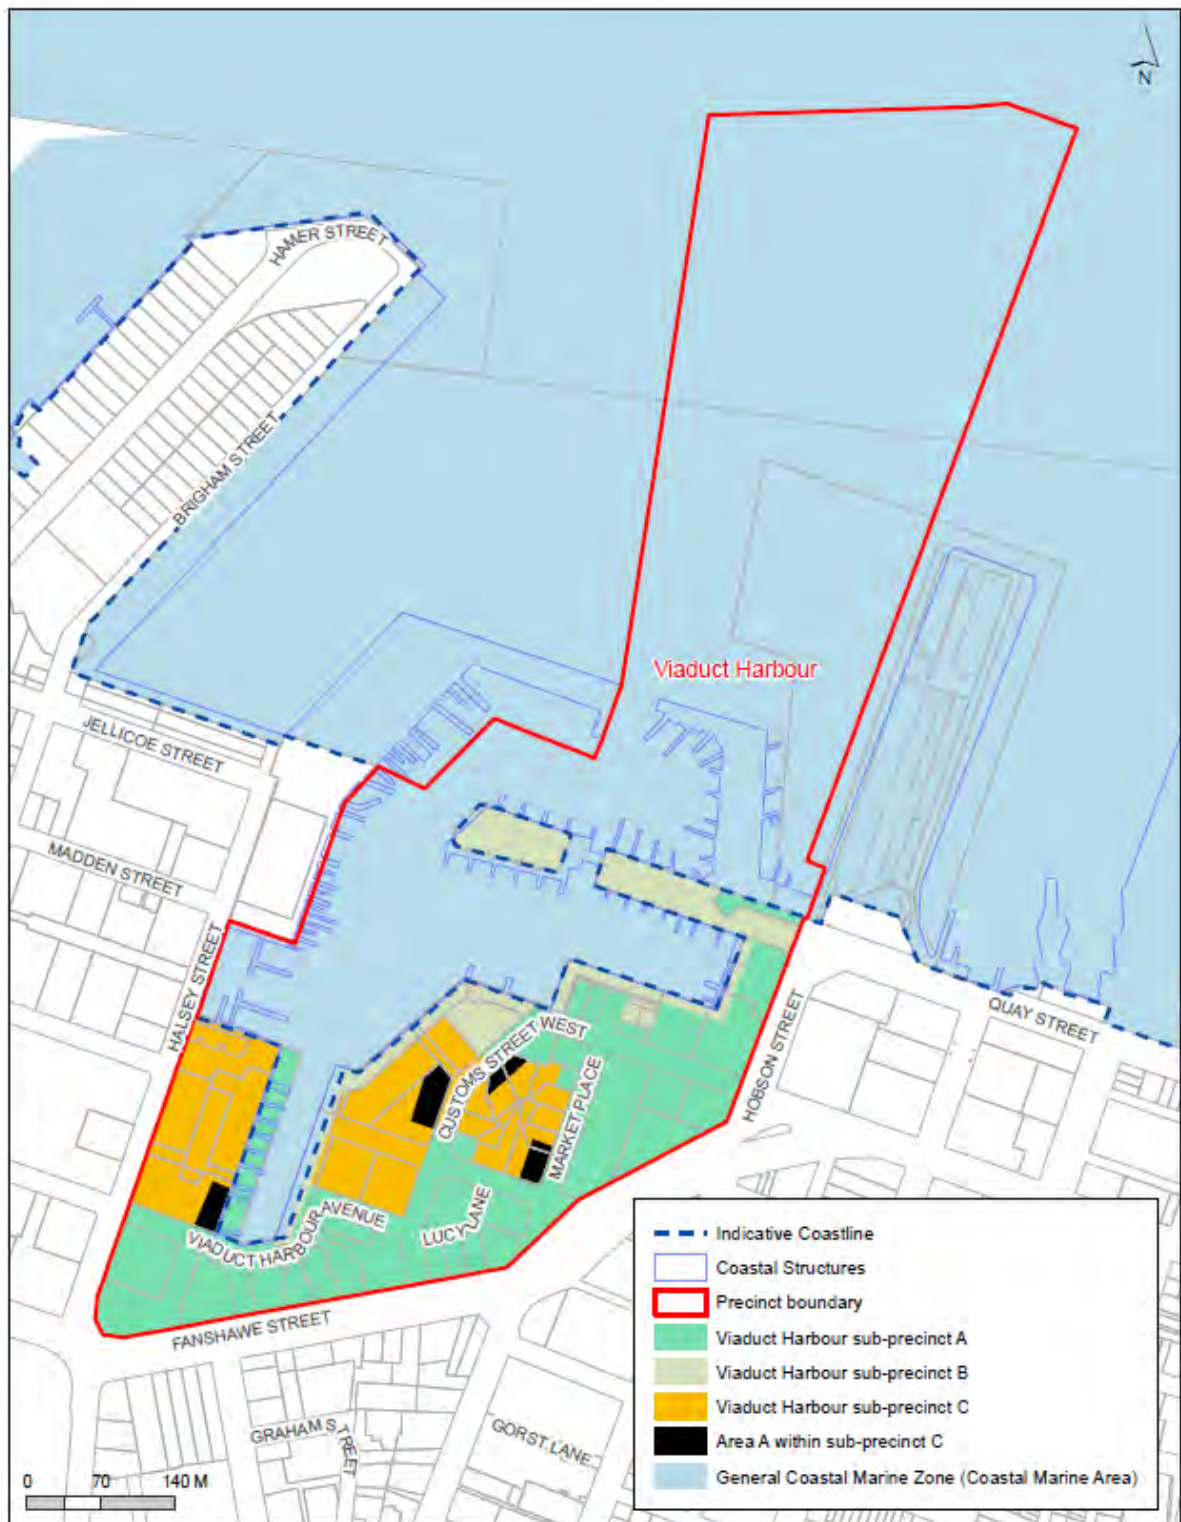 N
HAMER STREET
BRIGHAM STREET
Viaduct Harbour
JELLICOE STREET
MADDEN STREET
HALSEY STREET
QUAY STREET
CUSTOMS STREET WEST
HOBSON STREET
MARKET PLACE
LUCY LANE
VIADUCT HARBOUR AVENUE
FANSHAWE STREET
GRAHAM STREET
GORST LANE
Indicative Coastline
Coastal Structures
Precinct boundary
Viaduct Harbour sub-precinct A
Viaduct Harbour sub-precinct B
Viaduct Harbour sub-precinct C
Area A within sub-precinct C
General Coastal Marine Zone (Coastal Marine Area)
0 70 140 M